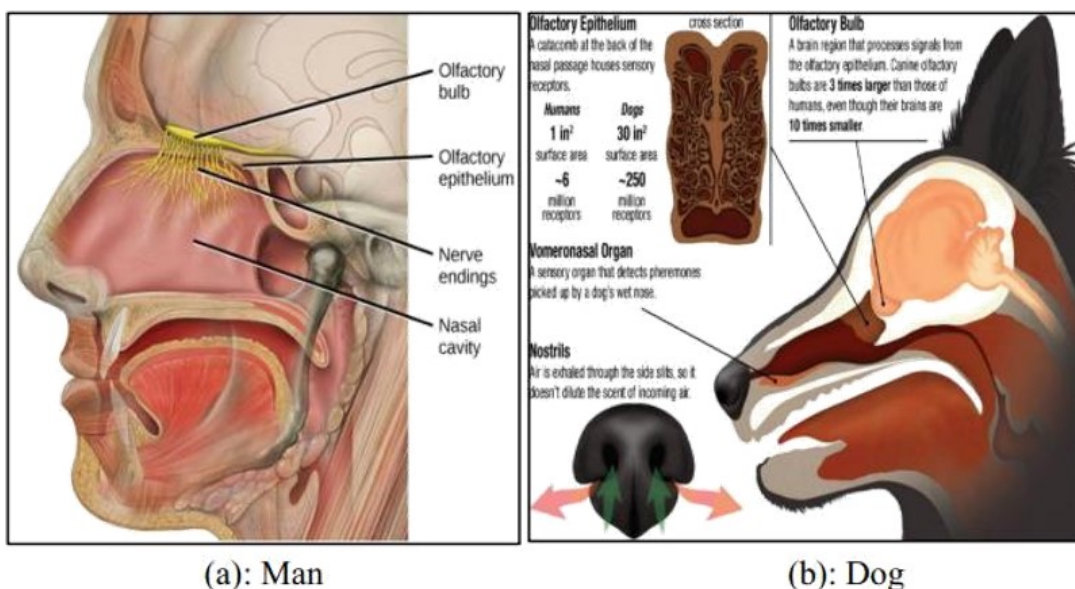 Olfactory
bulb
Olfactory
epithelium
Nerve
endings
Nasal
cavity
(a): Man
Olfactory Epithelium
A catacomb at the back of the
nasal passage houses sensory
receptors.
Humans Dogs
1 in² 30 in²
surface area surface area
~6 ~250
million million
receptors receptors
cross section
Olfactory Bulb
A brain region that processes signals from
the olfactory epithelium. Canine olfactory
bulbs are 3 times larger than those of
humans, even though their brains are
10 times smaller.
Vomeronasal Organ
A sensory organ that detects pheremones
picked up by a dog's wet nose.
Nostrils
Air is exhaled through the side slits, so it
doesn't dilute the scent of incoming air.
(b): Dog